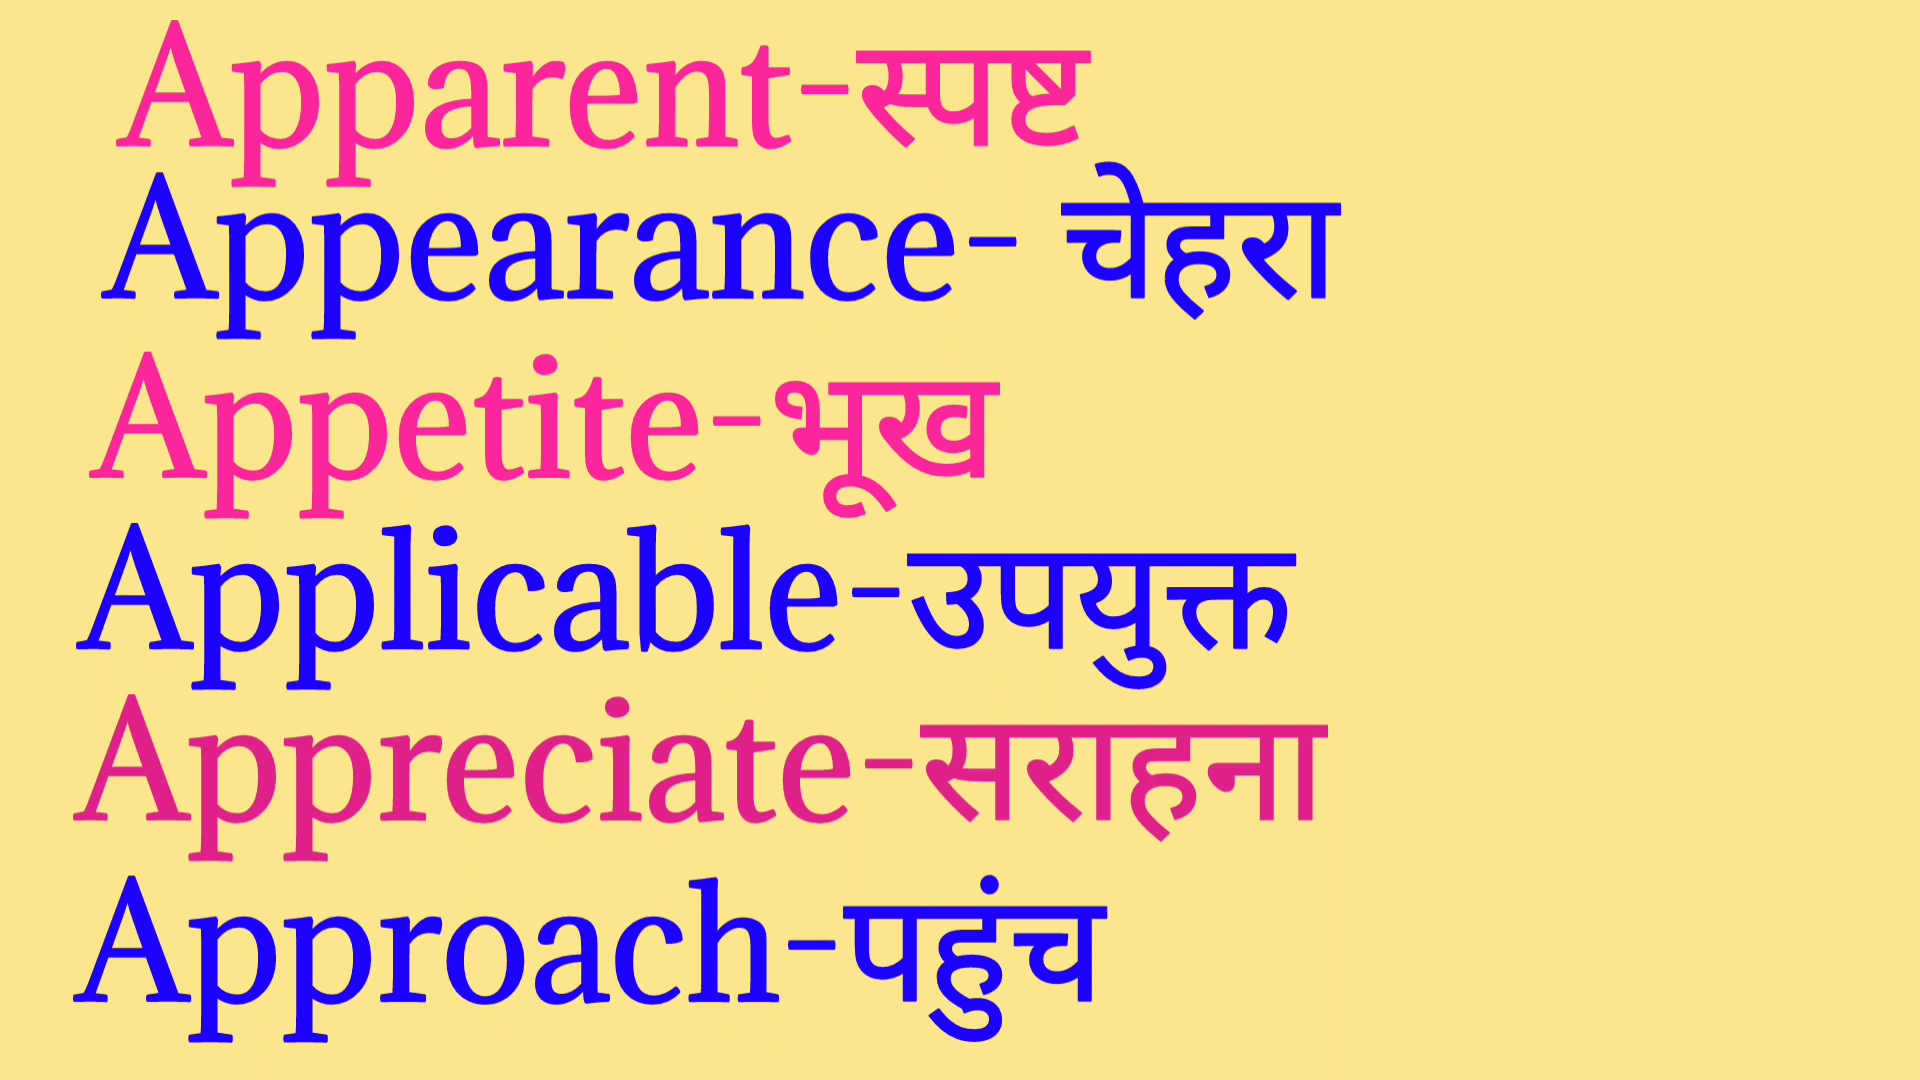 Apparent-स्पष्ट
Appearance- चेहरा
Appetite-भूख
Applicable-उपयुक्त
Appreciate-सराहना
Approach-पहुंच